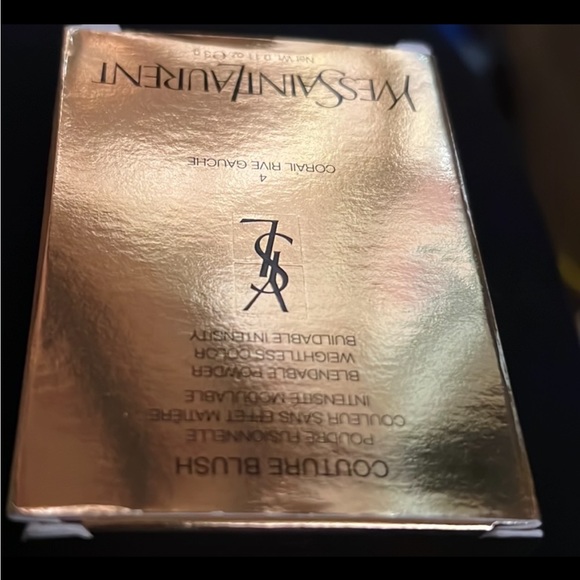 COUTURE BLUSH
POUDRE FUSIONNELLE
COULEUR SANS EFFET MATIÈRE
INTENSITÉ MODULABLE
BLENDABLE POWDER
WEIGHTLESS COLOR
BUILDABLE INTENSITY
YSL
4
CORAIL RIVE GAUCHE
YVESSAINTLAURENT
Net Wt. 0.11 oz/℮3 g